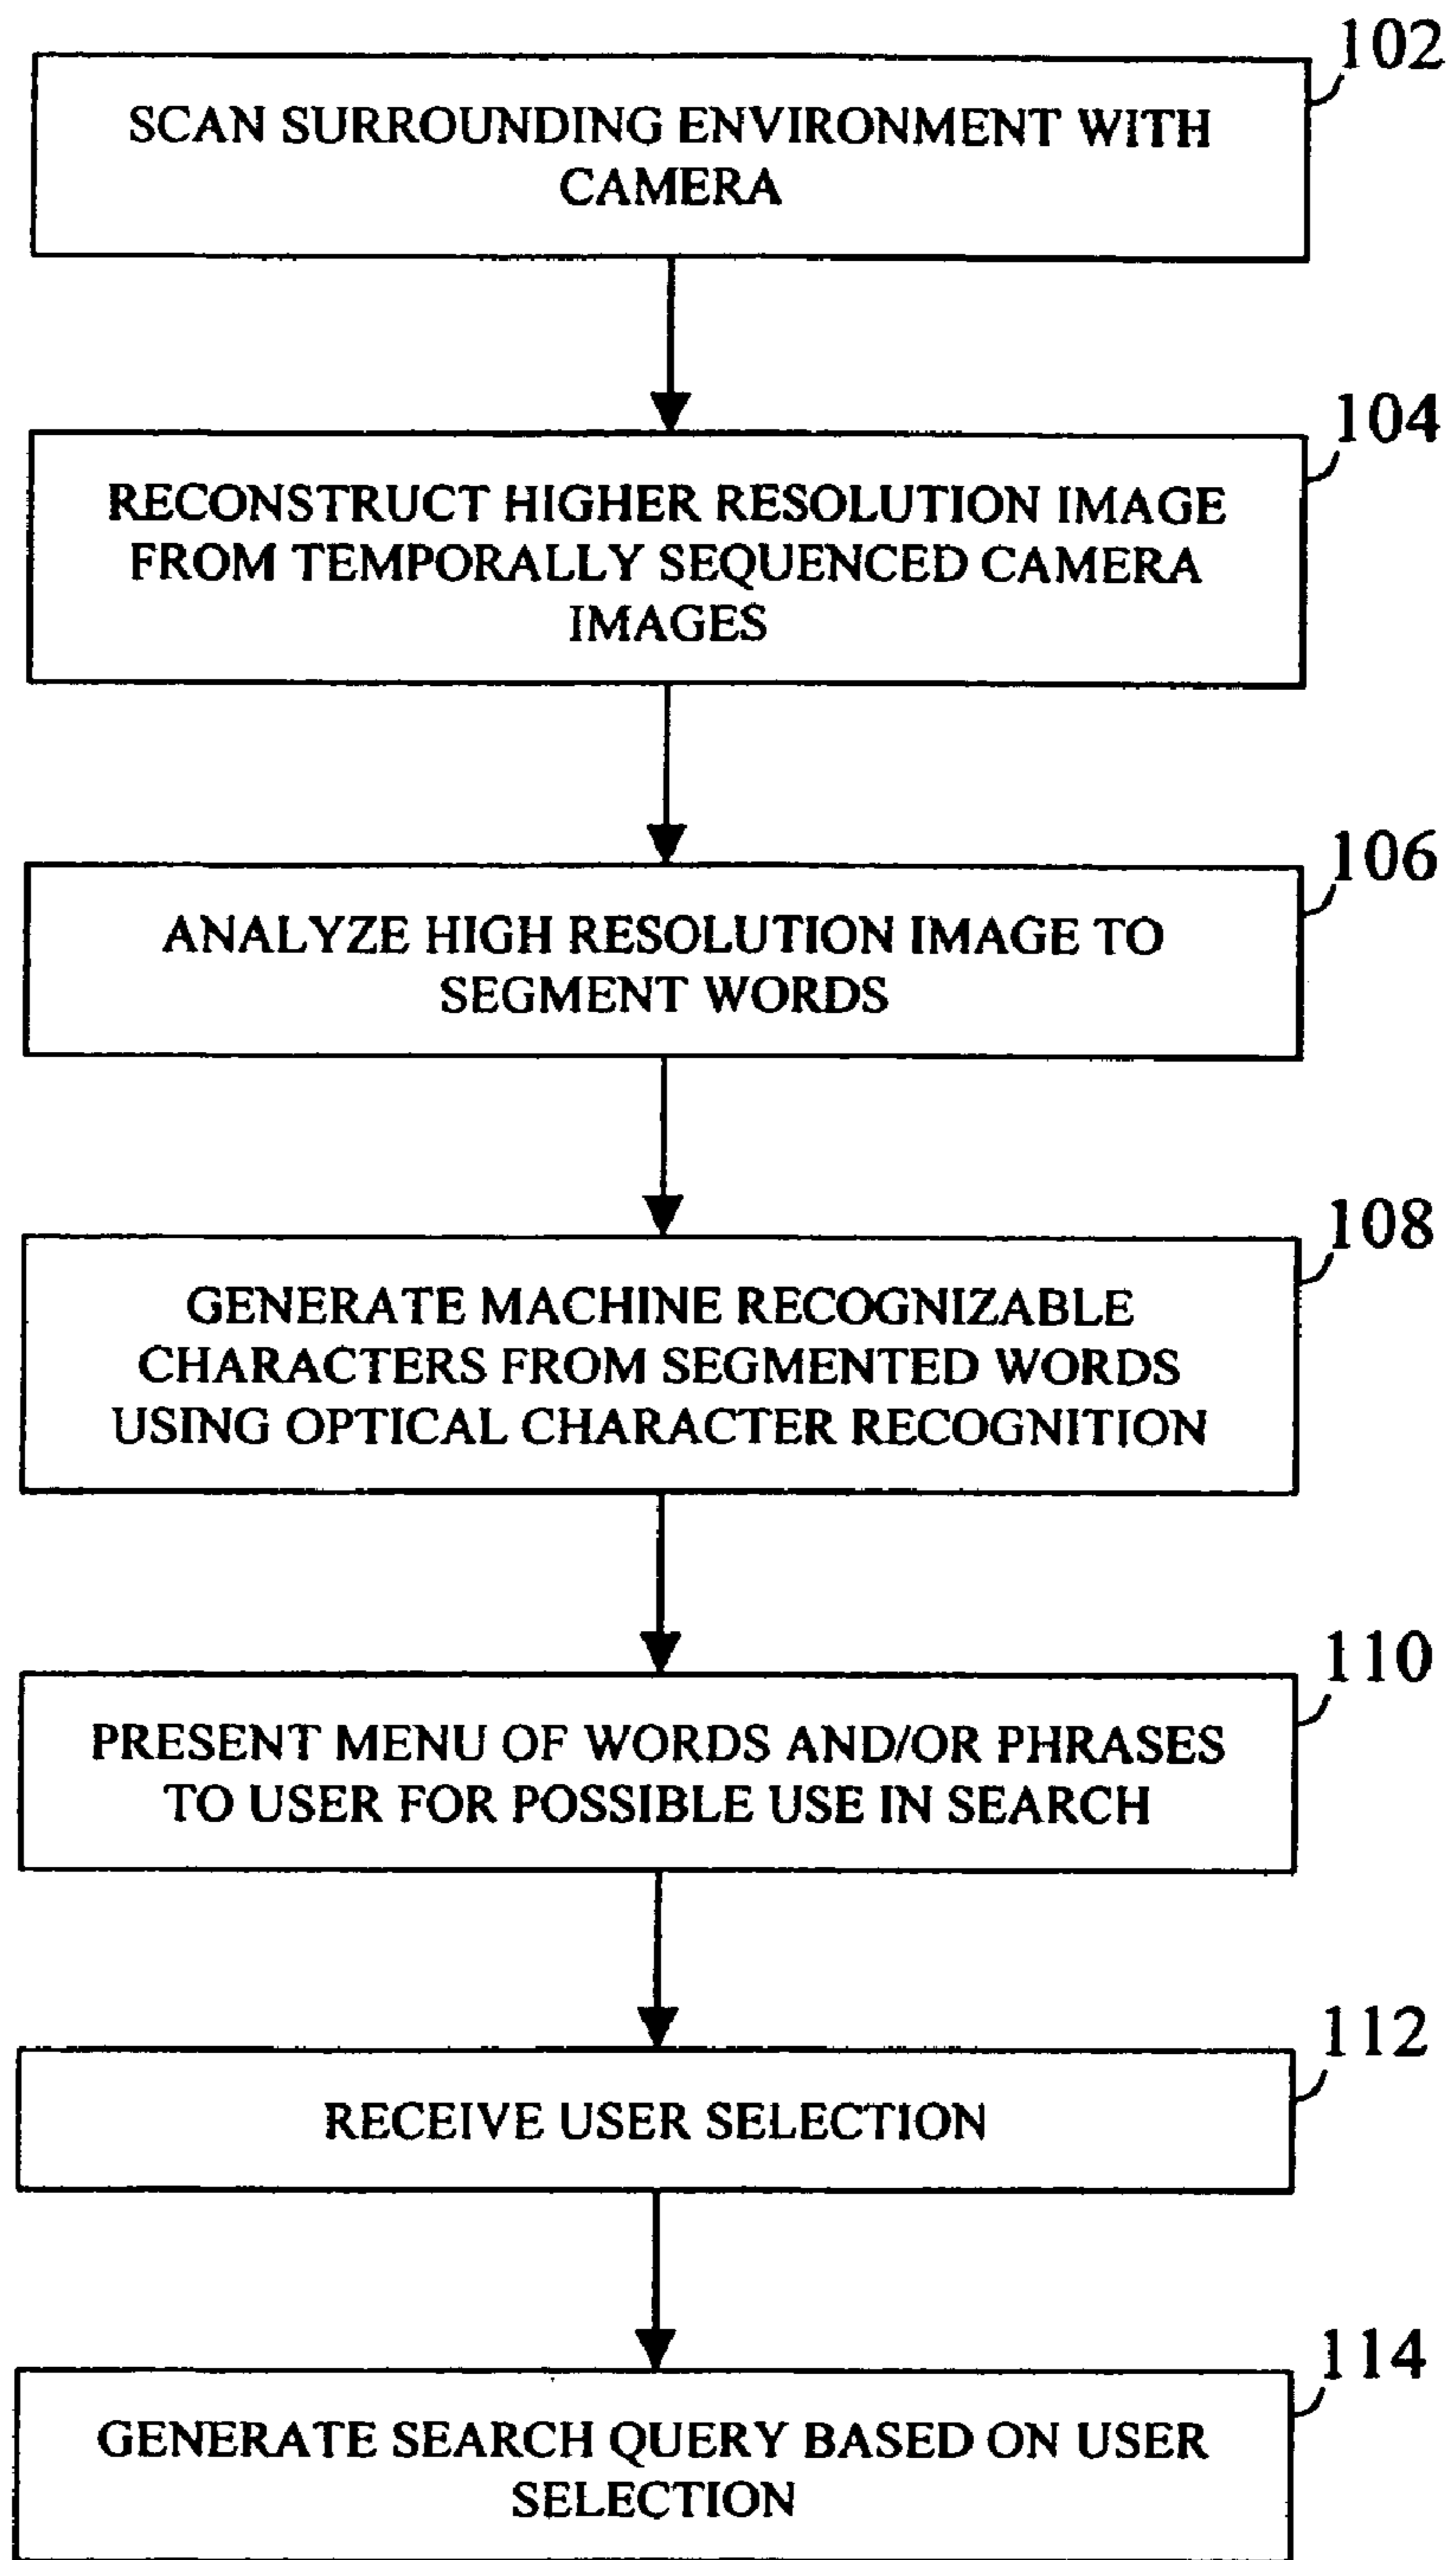 102
SCAN SURROUNDING ENVIRONMENT WITH
CAMERA
104
RECONSTRUCT HIGHER RESOLUTION IMAGE
FROM TEMPORALLY SEQUENCED CAMERA
IMAGES
106
ANALYZE HIGH RESOLUTION IMAGE TO
SEGMENT WORDS
108
GENERATE MACHINE RECOGNIZABLE
CHARACTERS FROM SEGMENTED WORDS
USING OPTICAL CHARACTER RECOGNITION
110
PRESENT MENU OF WORDS AND/OR PHRASES
TO USER FOR POSSIBLE USE IN SEARCH
112
RECEIVE USER SELECTION
114
GENERATE SEARCH QUERY BASED ON USER
SELECTION